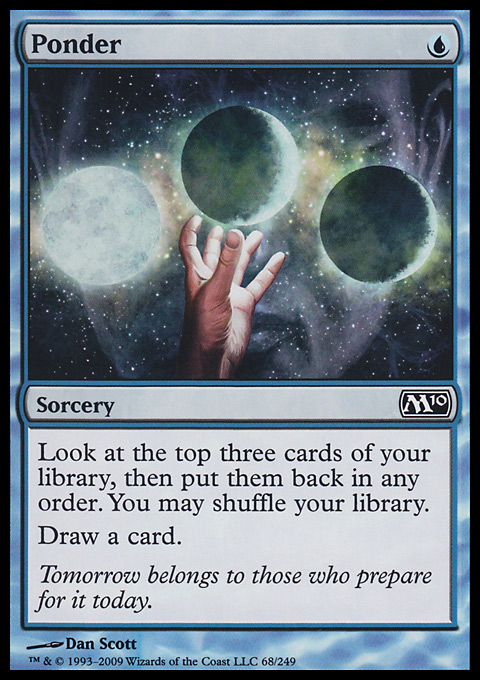 Ponder
Sorcery
M10
Look at the top three cards of your
library, then put them back in any
order. You may shuffle your library.
Draw a card.
Tomorrow belongs to those who prepare
for it today.
Dan Scott
™ & © 1993–2009 Wizards of the Coast LLC 68/249